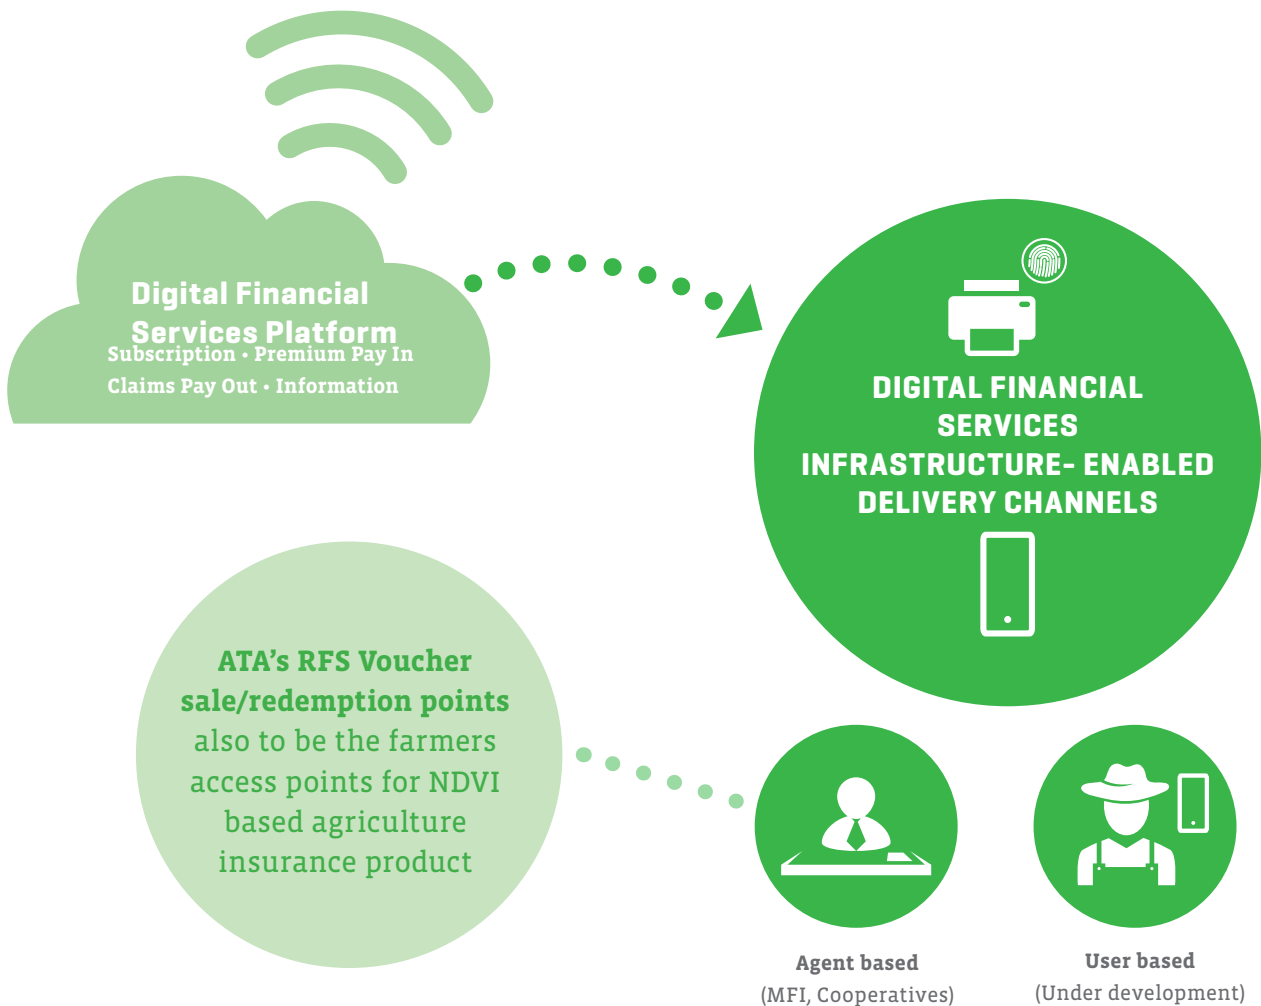 Digital Financial
Services Platform
Subscription • Premium Pay In
Claims Pay Out • Information
DIGITAL FINANCIAL
SERVICES
INFRASTRUCTURE- ENABLED
DELIVERY CHANNELS
ATA’s RFS Voucher
sale/redemption points
also to be the farmers
access points for NDVI
based agriculture
insurance product
Agent based
(MFI, Cooperatives)
User based
(Under development)